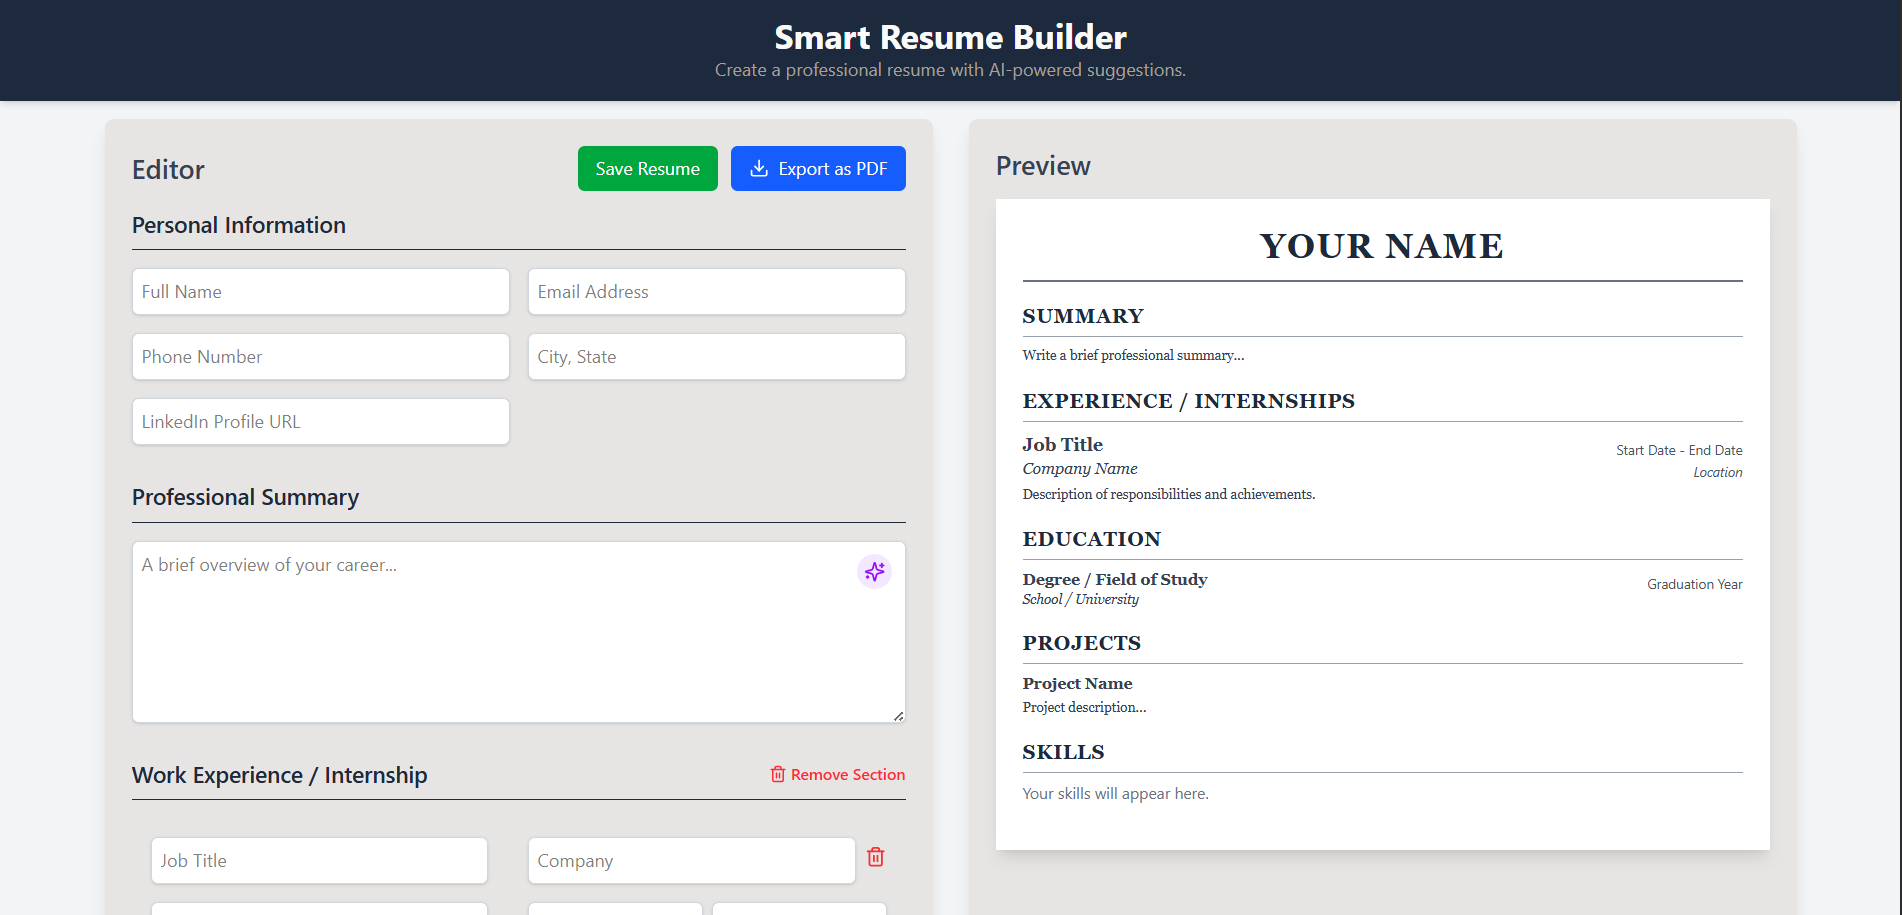 Smart Resume Builder
Create a professional resume with AI-powered suggestions.
Editor
Save Resume
Export as PDF
Personal Information
Full Name
Email Address
Phone Number
City, State
LinkedIn Profile URL
Professional Summary
A brief overview of your career...
Work Experience / Internship
Remove Section
Job Title
Company
Preview
YOUR NAME
SUMMARY
Write a brief professional summary...
EXPERIENCE / INTERNSHIPS
Job Title
Start Date - End Date
Company Name
Location
Description of responsibilities and achievements.
EDUCATION
Degree / Field of Study
Graduation Year
School / University
PROJECTS
Project Name
Project description...
SKILLS
Your skills will appear here.